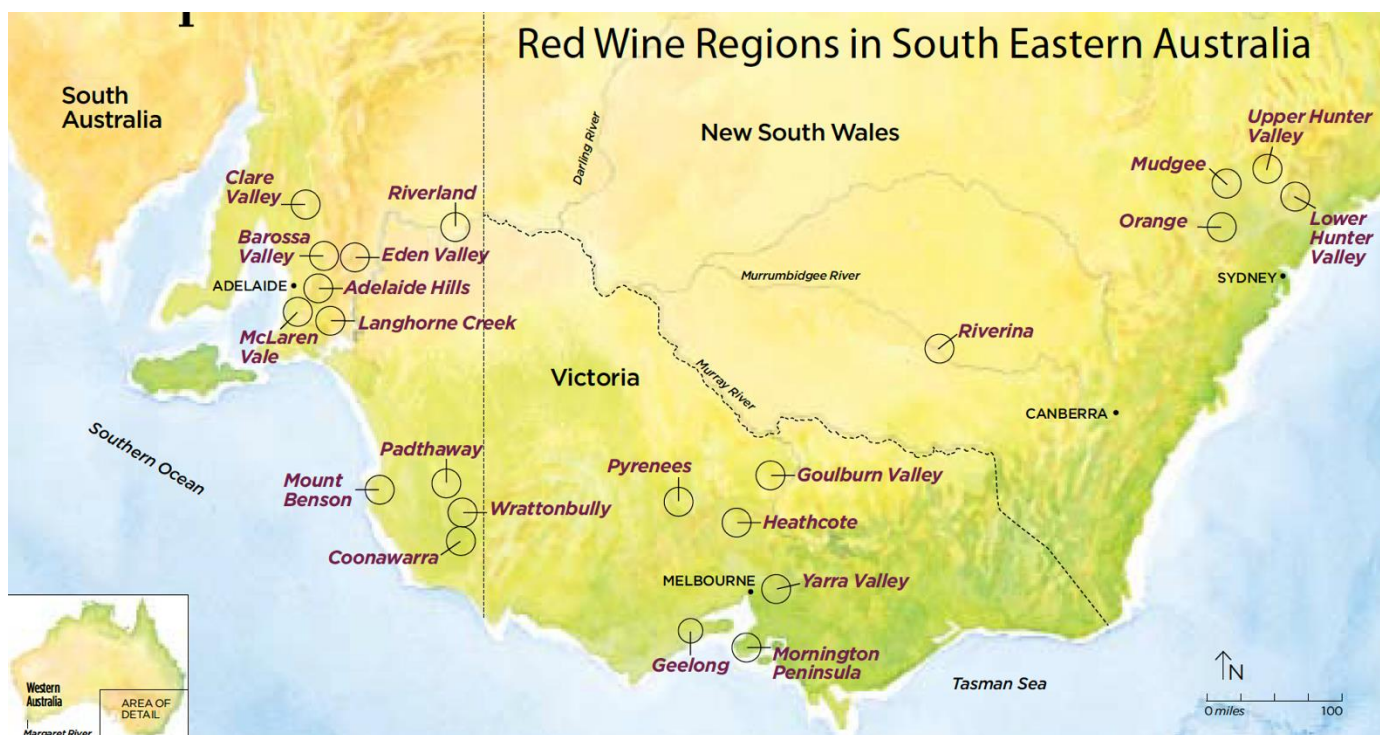 Red Wine Regions in South Eastern Australia
South
Australia
New South Wales
Victoria
Darling River
Murrumbidgee River
Murray River
Clare
Valley
Riverland
Barossa
Valley
Eden Valley
ADELAIDE
Adelaide Hills
McLaren
Vale
Langhorne Creek
Upper Hunter
Valley
Mudgee
Orange
Lower
Hunter
Valley
SYDNEY
Riverina
CANBERRA
Southern Ocean
Padthaway
Mount
Benson
Wrattonbully
Coonawarra
Pyrenees
Goulburn Valley
Heathcote
MELBOURNE
Yarra Valley
Geelong
Mornington
Peninsula
Tasman Sea
N
0 miles 100
Western
Australia
AREA OF
DETAIL
Margaret River